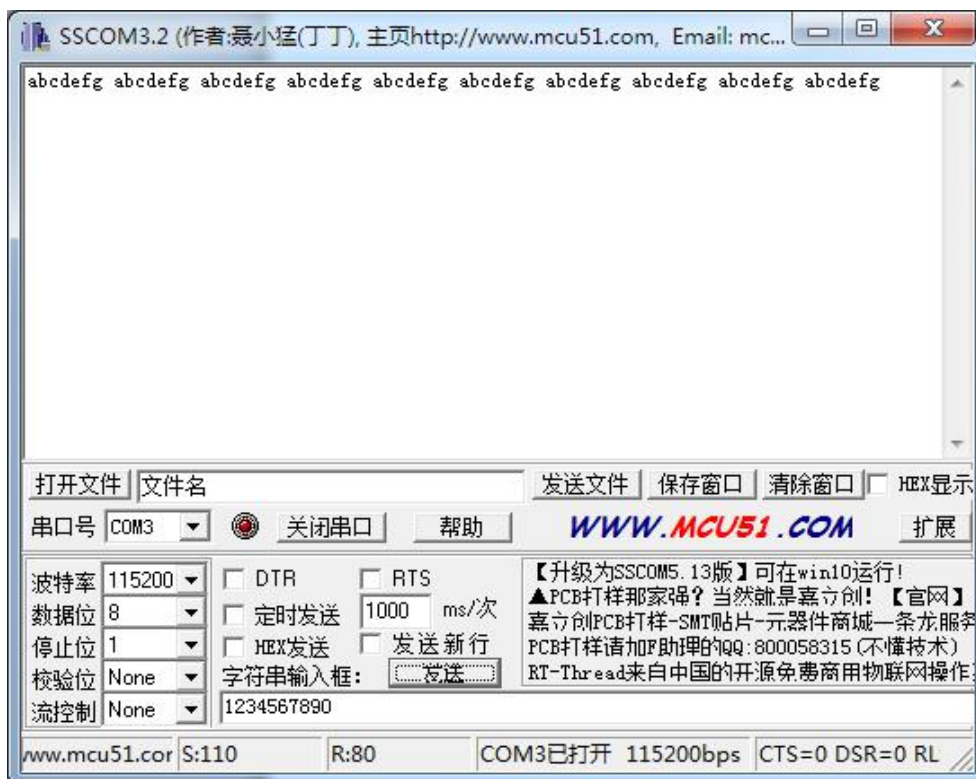 SSCOM3.2 (作者:聂小猛(丁丁), 主页http://www.mcu51.com, Email: mc...
abcdefg abcdefg abcdefg abcdefg abcdefg abcdefg abcdefg abcdefg abcdefg abcdefg
打开文件 文件名 发送文件 保存窗口 清除窗口 HEX显示
串口号 COM3 关闭串口 帮助 WWW.MCU51.COM 扩展
波特率 115200 DTR RTS
数据位 8 定时发送 1000 ms/次
停止位 1 HEX发送 发送新行
校验位 None 字符串输入框: 发送
流控制 None 1234567890
【升级为SSCOM5.13版】可在win10运行!
▲PCB打样那家强? 当然就是嘉立创! 【官网】
嘉立创PCB打样-SMT贴片-元器件商城—条龙服务
PCB打样请加F助理的QQ:800058315(不懂技术)
RT-Thread来自中国的开源免费商用物联网操作
www.mcu51.cor S:110 R:80 COM3已打开 115200bps CTS=0 DSR=0 RL